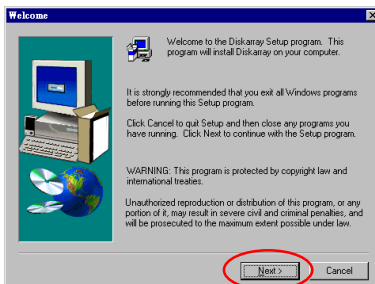 Welcome
Welcome to the Diskarray Setup program. This
program will install Diskarray on your computer.
It is strongly recommended that you exit all Windows programs
before running this Setup program.
Click Cancel to quit Setup and then close any programs you
have running. Click Next to continue with the Setup program.
WARNING: This program is protected by copyright law and
international treaties.
Unauthorized reproduction or distribution of this program, or any
portion of it, may result in severe civil and criminal penalties, and
will be prosecuted to the maximum extent possible under law.
Next >
Cancel